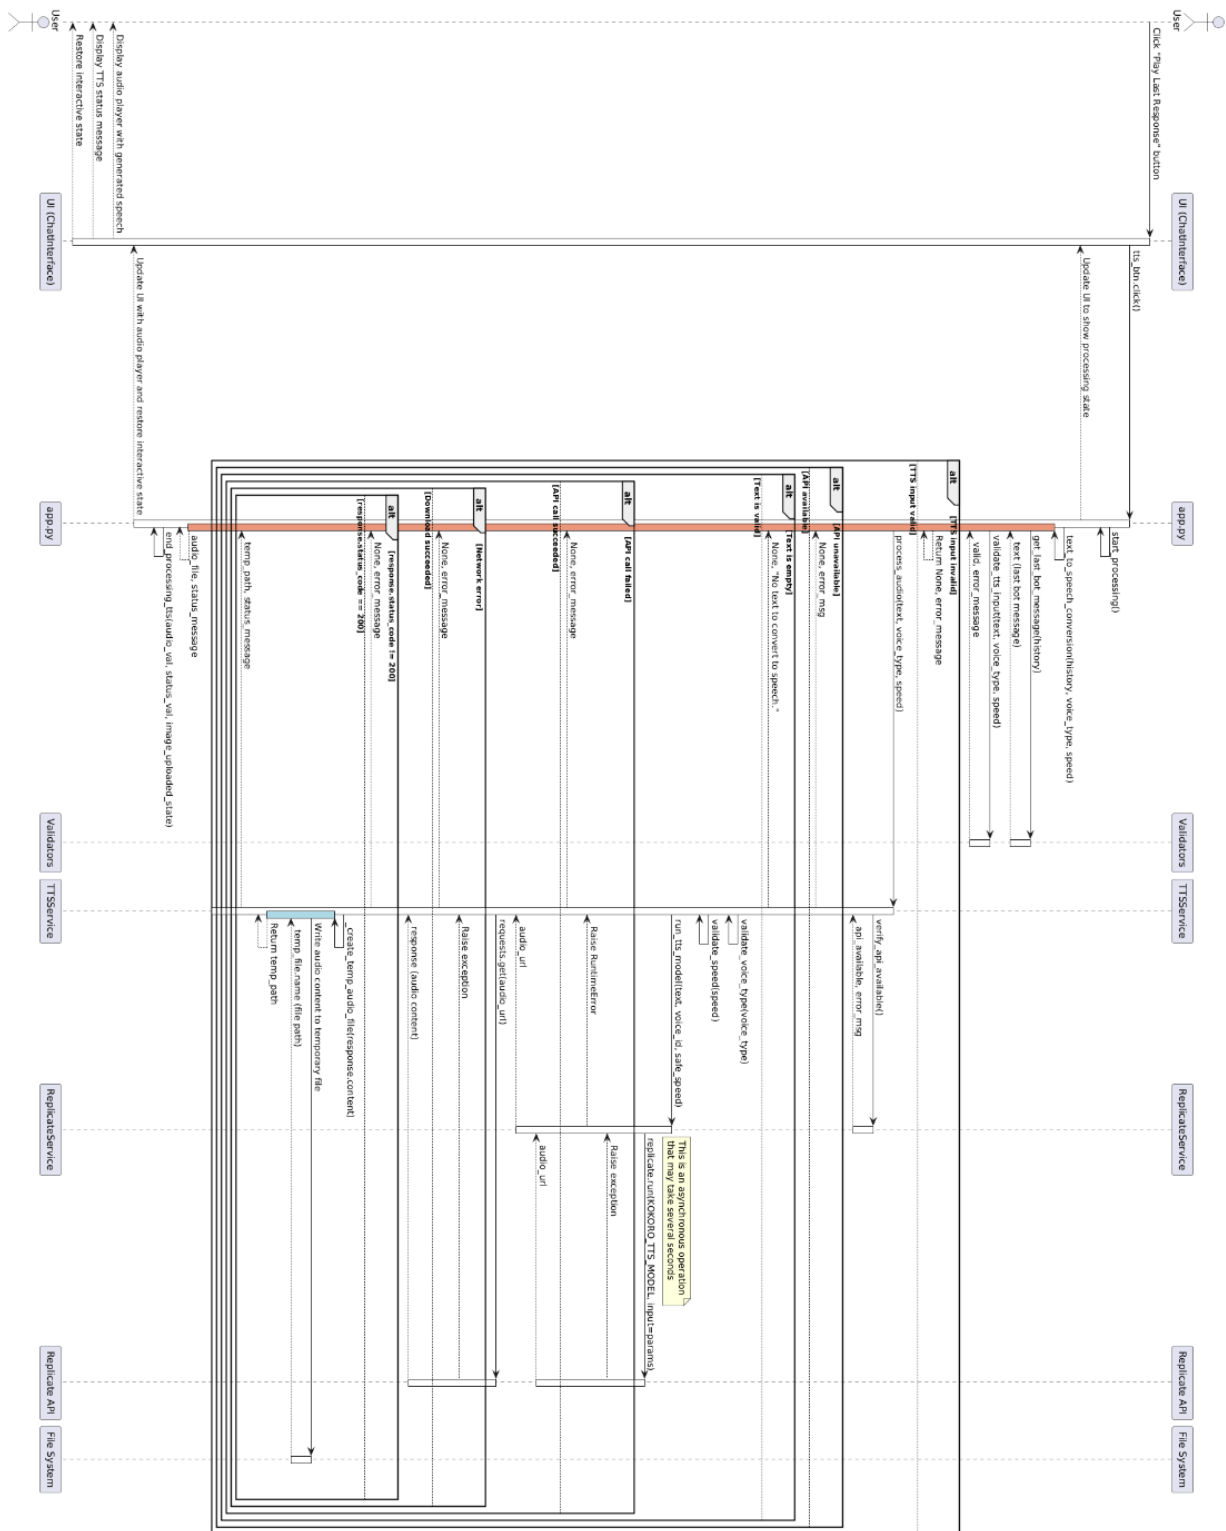 User
UI (ChatInterface)
app.py
Validators
TTSService
ReplicateService
Replicate API
File System
Click "Play Last Response" button
tts_btn.click()
start_processing()
Update UI to show processing state
text_to_speech_conversion(history, voice_type, speed)
get_last_bot_message(history)
text (last bot message)
validate_tts_input(text, voice_type, speed)
valid, error_message
alt
[TTS input invalid]
Return None, error_message
[TTS input valid]
process_audio(text, voice_type, speed)
verify_api_available()
api_available, error_msg
alt
[API unavailable]
None, error_msg
[API available]
alt
[Text is empty]
None, "No text to convert to speech."
[Text is valid]
validate_voice_type(voice_type)
validate_speed(speed)
run_tts_model(text, voice_id, safe_speed)
This is an asynchronous operation
that may take several seconds
replicate.run(KOKORO_TTS_MODEL, input=params)
alt
[API call failed]
Raise exception
Raise RuntimeError
None, error_message
[API call succeeded]
audio_url
audio_url
requests.get(audio_url)
alt
[Network error]
Raise exception
None, error_message
[Download succeeded]
response (audio content)
alt
[response.status_code != 200]
None, error_message
[response.status_code == 200]
_create_temp_audio_file(response.content)
Write audio content to temporary file
temp_file.name (file path)
Return temp_path
temp_path, status_message
audio_file, status_message
end_processing_tts(audio_val, status_val, image_uploaded_state)
Update UI with audio player and restore interactive state
Display audio player with generated speech
Display TTS status message
Restore interactive state
User
UI (ChatInterface)
app.py
Validators
TTSService
ReplicateService
Replicate API
File System